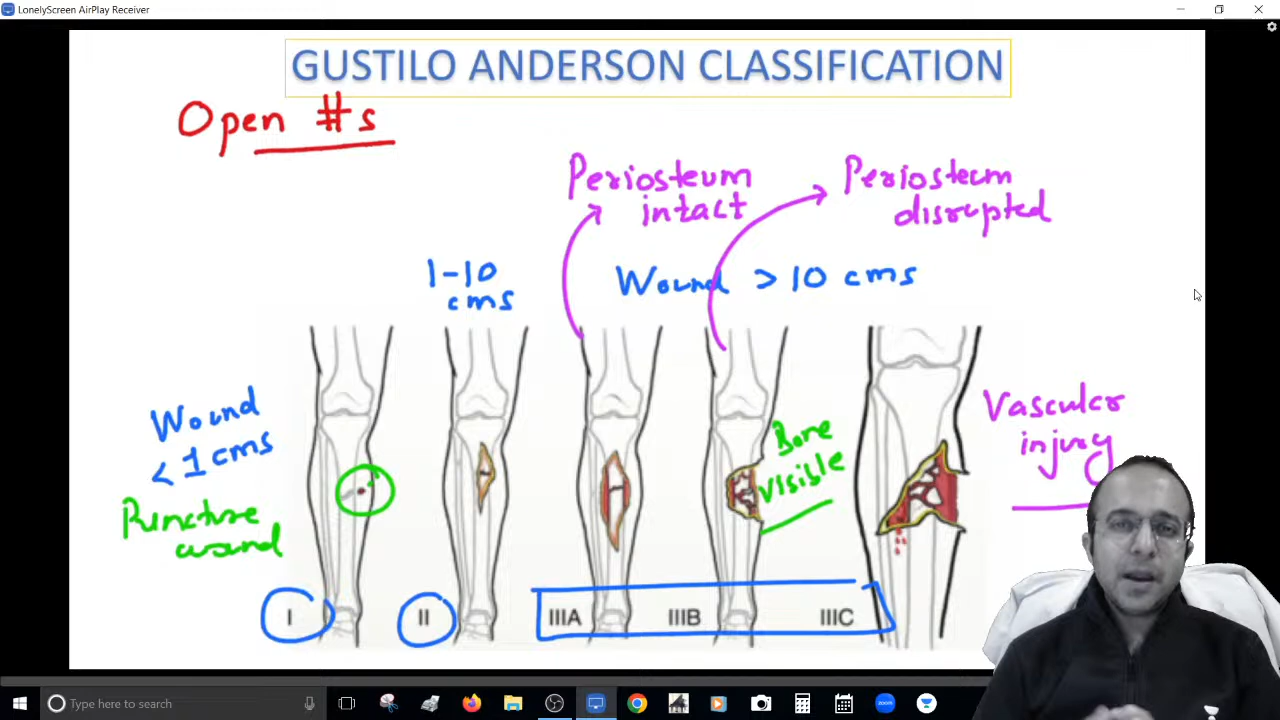 LonelyScreen AirPlay Receiver
GUSTILO ANDERSON CLASSIFICATION
Open #s
Periosteum
intact
Periosteum
disrupted
1-10
cms
Wound > 10 cms
Wound
< 1 cms
Puncture
wound
Bone
visible
Vascular
injury
I
II
IIIA
IIIB
IIIC
Type here to search
zoom